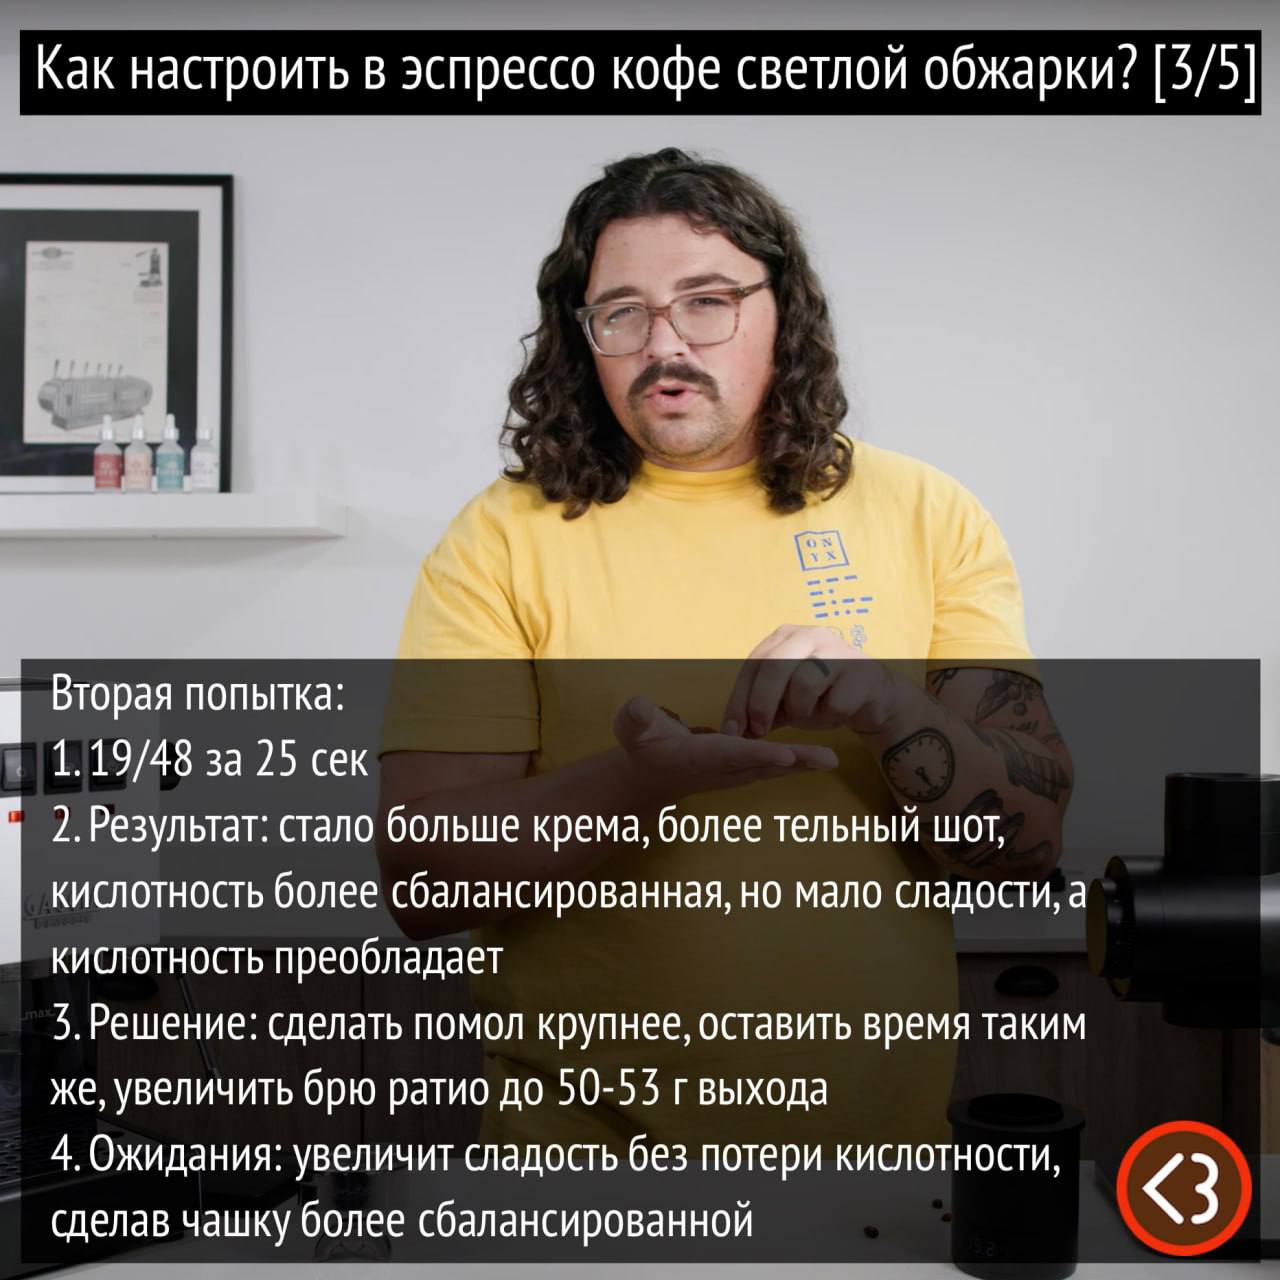 Как настроить в эспрессо кофе светлой обжарки? [3/5]
ONYX
Вторая попытка:
1. 19/48 за 25 сек
2. Результат: стало больше крема, более тельный шот,
кислотность более сбалансированная, но мало сладости, а
кислотность преобладает
3. Решение: сделать помол крупнее, оставить время таким
же, увеличить брю ратио до 50-53 г выхода
4. Ожидания: увеличит сладость без потери кислотности,
сделав чашку более сбалансированной
<3